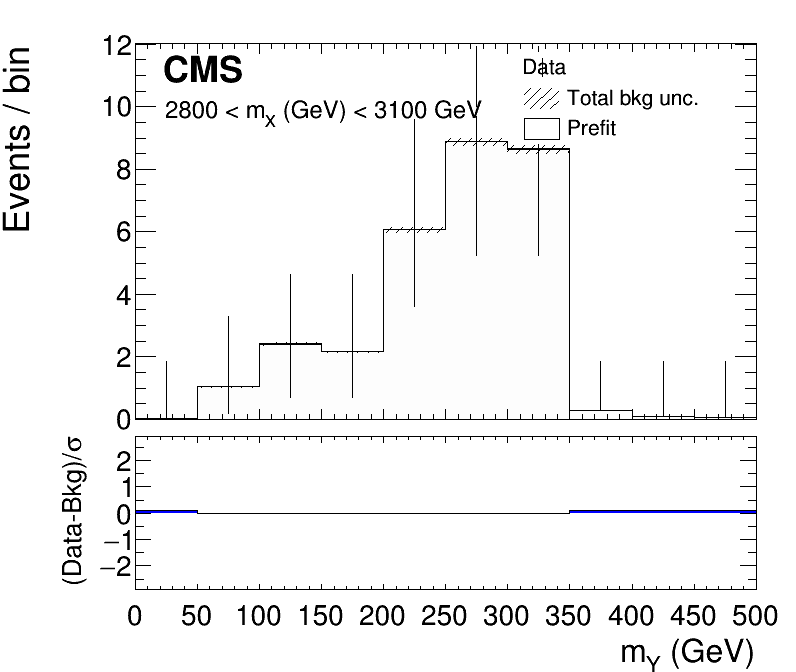 CMS
2800 < mX (GeV) < 3100 GeV
Data
Total bkg unc.
Prefit
Events / bin
12
10
8
6
4
2
0
(Data-Bkg)/σ
2
1
0
−1
−2
0 50 100 150 200 250 300 350 400 450 500
mY (GeV)